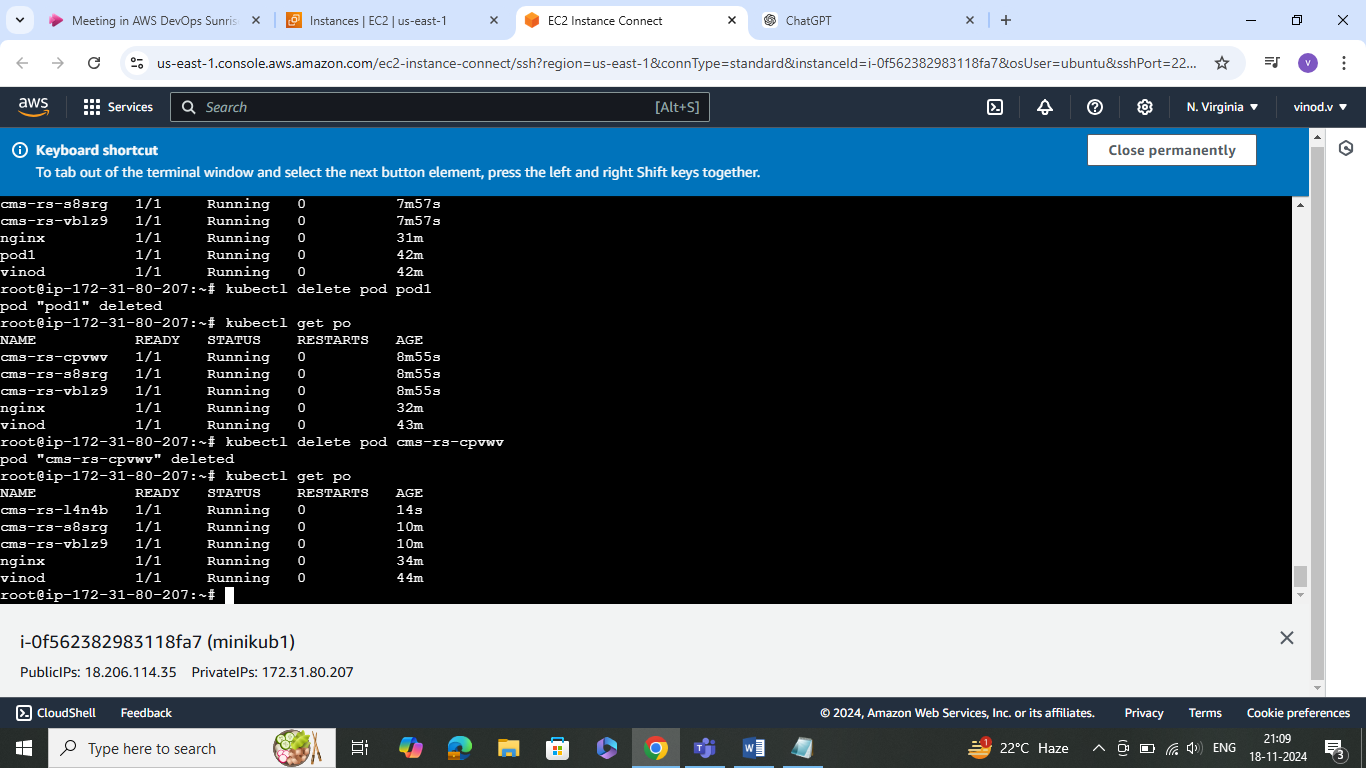 Meeting in AWS DevOps Sunris
Instances | EC2 | us-east-1
EC2 Instance Connect
ChatGPT
us-east-1.console.aws.amazon.com/ec2-instance-connect/ssh?region=us-east-1&connType=standard&instanceId=i-0f562382983118fa7&osUser=ubuntu&sshPort=22...
v
aws
Services
Search
[Alt+S]
N. Virginia
vinod.v
Keyboard shortcut
To tab out of the terminal window and select the next button element, press the left and right Shift keys together.
Close permanently
cms-rs-s8srg 1/1 Running 0 7m57s
cms-rs-vblz9 1/1 Running 0 7m57s
nginx 1/1 Running 0 31m
pod1 1/1 Running 0 42m
vinod 1/1 Running 0 42m
root@ip-172-31-80-207:~# kubectl delete pod pod1
pod "pod1" deleted
root@ip-172-31-80-207:~# kubectl get po
NAME READY STATUS RESTARTS AGE
cms-rs-cpvwv 1/1 Running 0 8m55s
cms-rs-s8srg 1/1 Running 0 8m55s
cms-rs-vblz9 1/1 Running 0 8m55s
nginx 1/1 Running 0 32m
vinod 1/1 Running 0 43m
root@ip-172-31-80-207:~# kubectl delete pod cms-rs-cpvwv
pod "cms-rs-cpvwv" deleted
root@ip-172-31-80-207:~# kubectl get po
NAME READY STATUS RESTARTS AGE
cms-rs-l4n4b 1/1 Running 0 14s
cms-rs-s8srg 1/1 Running 0 10m
cms-rs-vblz9 1/1 Running 0 10m
nginx 1/1 Running 0 34m
vinod 1/1 Running 0 44m
root@ip-172-31-80-207:~#
i-0f562382983118fa7 (minikub1)
PublicIPs: 18.206.114.35 PrivateIPs: 172.31.80.207
CloudShell
Feedback
© 2024, Amazon Web Services, Inc. or its affiliates.
Privacy
Terms
Cookie preferences
Type here to search
22°C Haze
ENG
21:09
18-11-2024
3